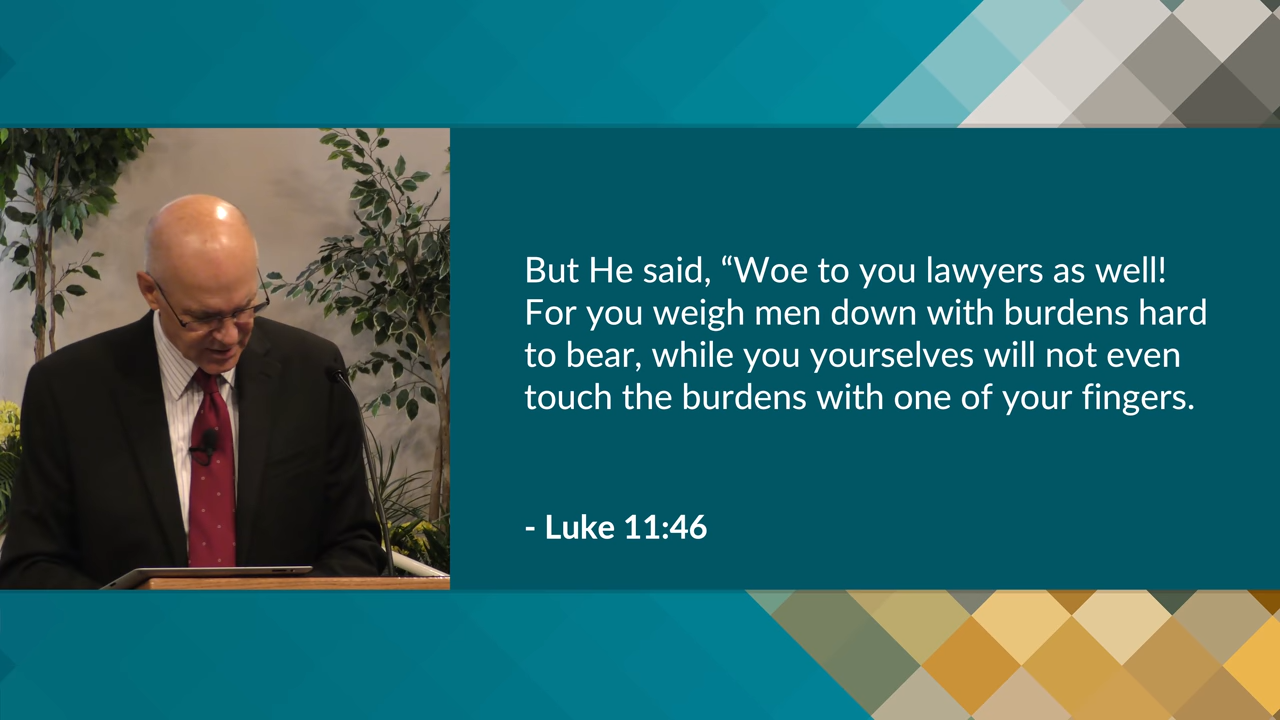 But He said, “Woe to you lawyers as well!
For you weigh men down with burdens hard
to bear, while you yourselves will not even
touch the burdens with one of your fingers.
- Luke 11:46